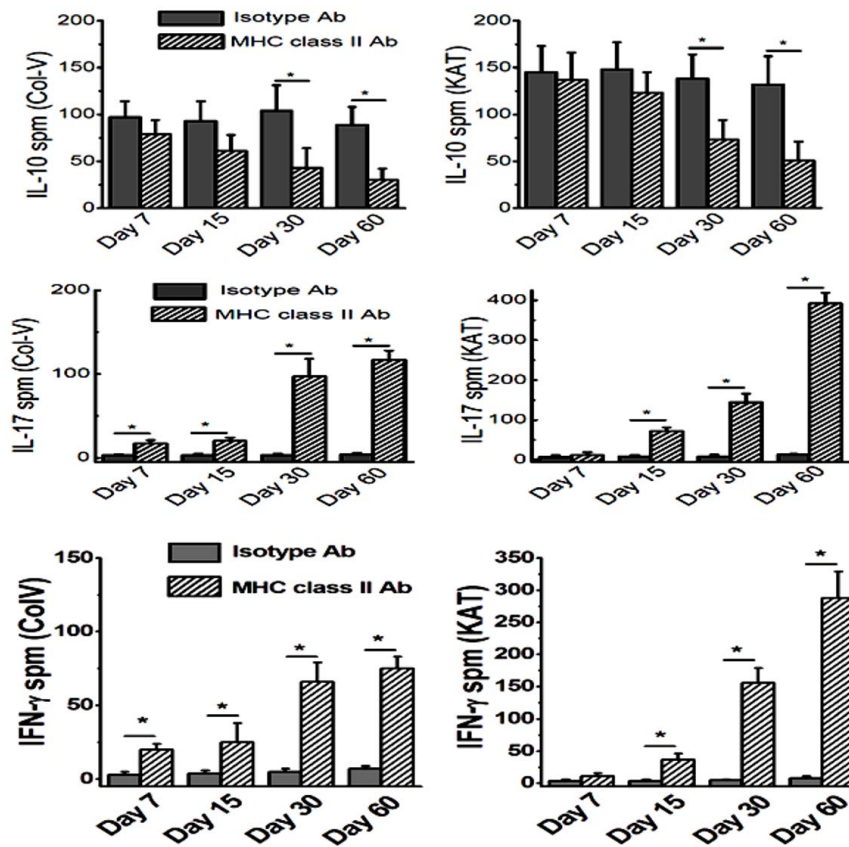 Isotype Ab
MHC class II Ab
IL-10 spm (Col-V)
200
150
100
50
0
*
*
Day 7
Day 15
Day 30
Day 60
IL-10 spm (KAT)
200
150
100
50
0
*
*
Day 7
Day 15
Day 30
Day 60
Isotype Ab
MHC class II Ab
IL-17 spm (Col-V)
200
100
0
*
*
*
*
Day 7
Day 15
Day 30
Day 60
IL-17 spm (KAT)
400
300
200
100
0
*
*
*
Day 7
Day 15
Day 30
Day 60
Isotype Ab
MHC class II Ab
IFN-γ spm (ColV)
150
100
50
0
*
*
*
*
Day 7
Day 15
Day 30
Day 60
IFN-γ spm (KAT)
350
300
250
200
150
100
50
0
*
*
*
Day 7
Day 15
Day 30
Day 60